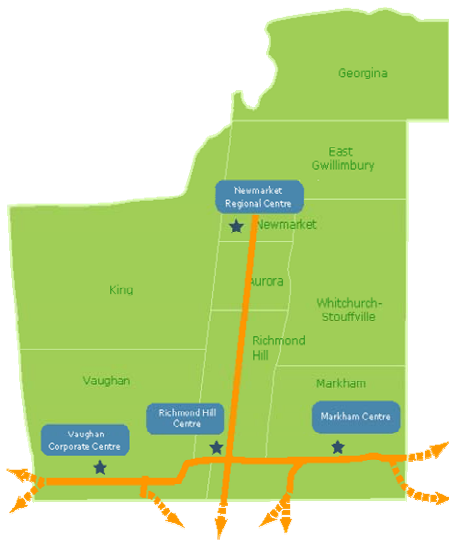 Georgina
East
Gwillimbury
Newmarket
Regional Centre
Newmarket
Aurora
King
Whitchurch-
Stouffville
Richmond
Hill
Vaughan
Markham
Richmond Hill
Centre
Markham Centre
Vaughan
Corporate Centre